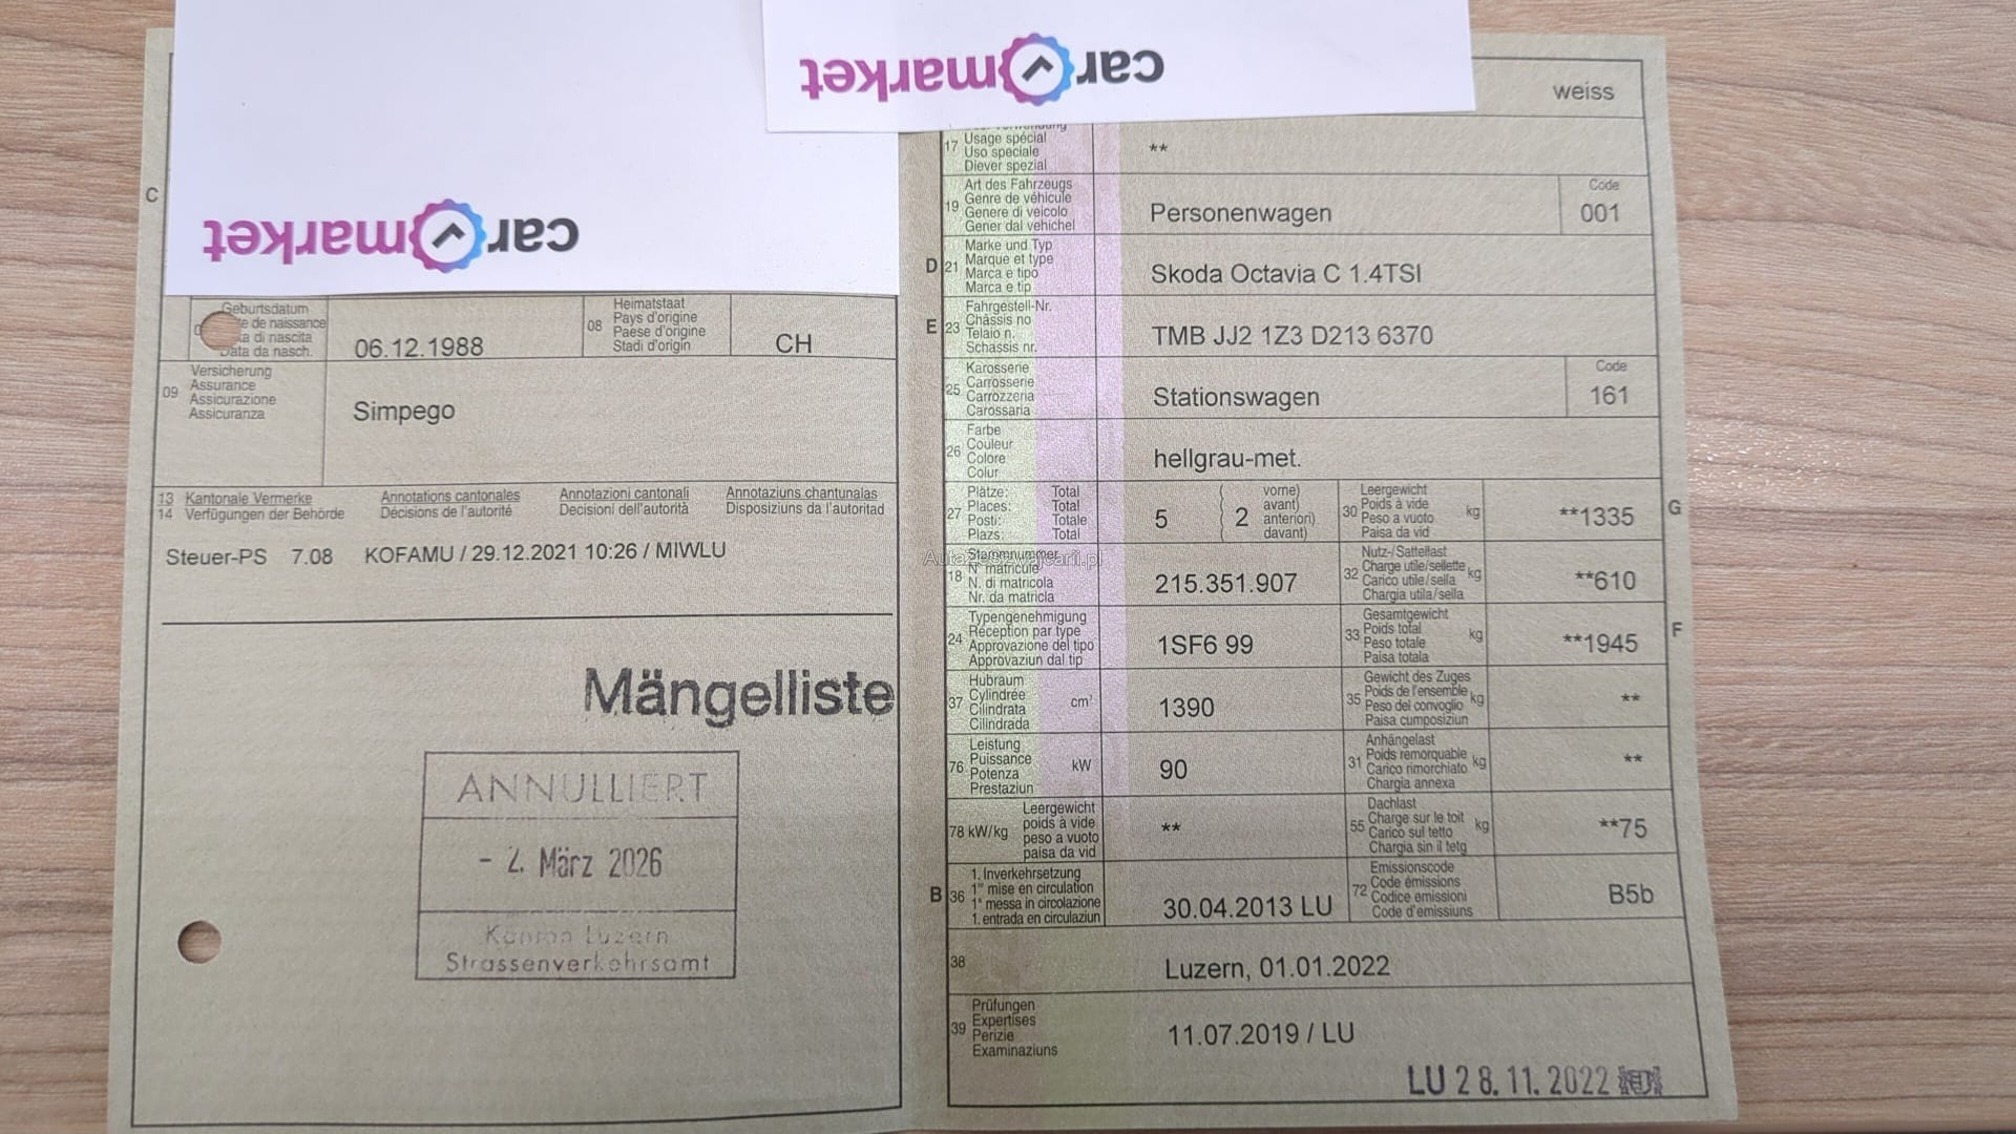 car market
car market
C
Geburtsdatum
e de naissance
a di nascita
Data da nasch.
06.12.1988
08
Heimatstaat
Pays d'origine
Paese d'origine
Stadi d'origin
CH
09
Versicherung
Assurance
Assicurazione
Assicuranza
Simpego
13 Kantonale Vermerke Annotations cantonales Annotazioni cantonali Annotaziuns chantunalas
14 Verfügungen der Behörde Décisions de l'autorité Decisioni dell'autorità Disposiziuns da l'autoritad
Steuer-PS 7.08 KOFAMU / 29.12.2021 10:26 / MIWLU
Mängelliste
ANNULLIERT
- 2. März 2026
Kanton Luzern
Strassenverkehrsamt
weiss
17
Usage spécial
Uso speciale
Diever spezial
**
19
Art des Fahrzeugs
Genre de véhicule
Genere di veicolo
Gener dal vehichel
Personenwagen
Code
001
D 21
Marke und Typ
Marque et type
Marca e tipo
Marca e tip
Skoda Octavia C 1.4TSI
E 23
Fahrgestell-Nr.
Châssis no
Telaio n.
Schassis nr.
TMB JJ2 1Z3 D213 6370
25
Karosserie
Carrosserie
Carrozzeria
Carossaria
Stationswagen
Code
161
26
Farbe
Couleur
Colore
Colur
hellgrau-met.
27
Plätze: Total
Places: Total
Posti: Totale
Plazs: Total
5 ( 2 vorne)
( avant)
( anteriori)
( davant)
30
Leergewicht
Poids à vide
Peso a vuoto
Paisa da vid
kg
**1335
G
Autazeszwajcarii.pl
18
Stammnummer
N° matricule
N. di matricola
Nr. da matricla
215.351.907
32
Nutz-/Sattellast
Charge utile/sellette
Carico utile/sella
Chargia utila/sella
kg
**610
24
Typengenehmigung
Réception par type
Approvazione del tipo
Approvaziun dal tip
1SF6 99
33
Gesamtgewicht
Poids total
Peso totale
Paisa totala
kg
**1945
F
37
Hubraum
Cylindrée
Cilindrata
Cilindrada
cm³
1390
35
Gewicht des Zuges
Poids de l'ensemble
Peso del convoglio
Paisa cumposiziun
kg
**
76
Leistung
Puissance
Potenza
Prestaziun
kW
90
31
Anhängelast
Poids remorquable
Carico rimorchiato
Chargia annexa
kg
**
78 kW/kg
Leergewicht
poids à vide
peso a vuoto
paisa da vid
**
55
Dachlast
Charge sur le toit
Carico sul tetto
Chargia sin il tetg
kg
**75
B 36
1. Inverkehrsetzung
1re mise en circulation
1a messa in circolazione
1. entrada en circulaziun
30.04.2013 LU
72
Emissionscode
Code émissions
Codice emissioni
Code d'emissiuns
B5b
38
Luzern, 01.01.2022
39
Prüfungen
Expertises
Perizie
Examinaziuns
11.07.2019 / LU
LU 28.11.2022